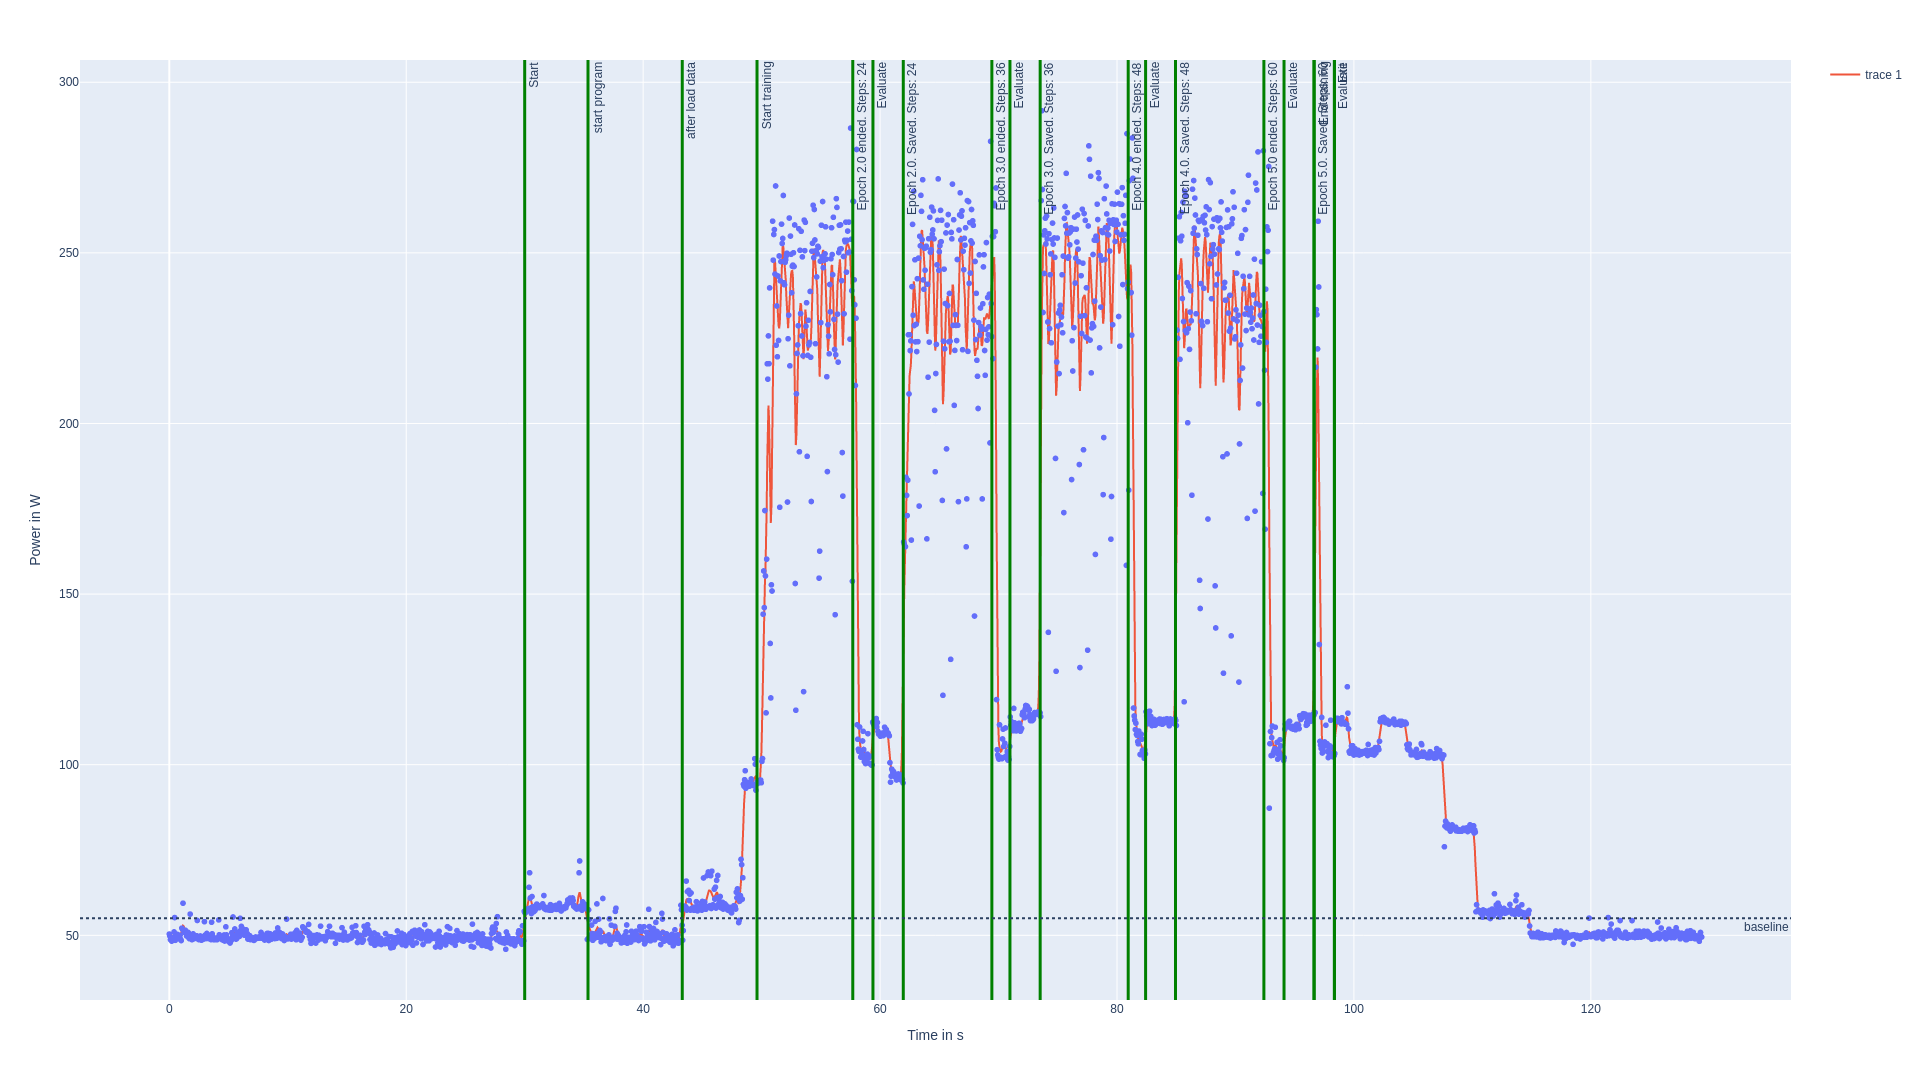 Start
start program
after load data
Start training
Epoch 2.0 ended. Steps: 24
Evaluate
Epoch 2.0. Saved. Steps: 24
Epoch 3.0 ended. Steps: 36
Evaluate
Epoch 3.0. Saved. Steps: 36
Epoch 4.0 ended. Steps: 48
Evaluate
Epoch 4.0. Saved. Steps: 48
Epoch 5.0 ended. Steps: 60
Evaluate
Epoch 5.0. Saved. Steps: 60
Evaluate
trace 1
300
250
200
150
100
50
Power in W
baseline
0
20
40
60
80
100
120
Time in s